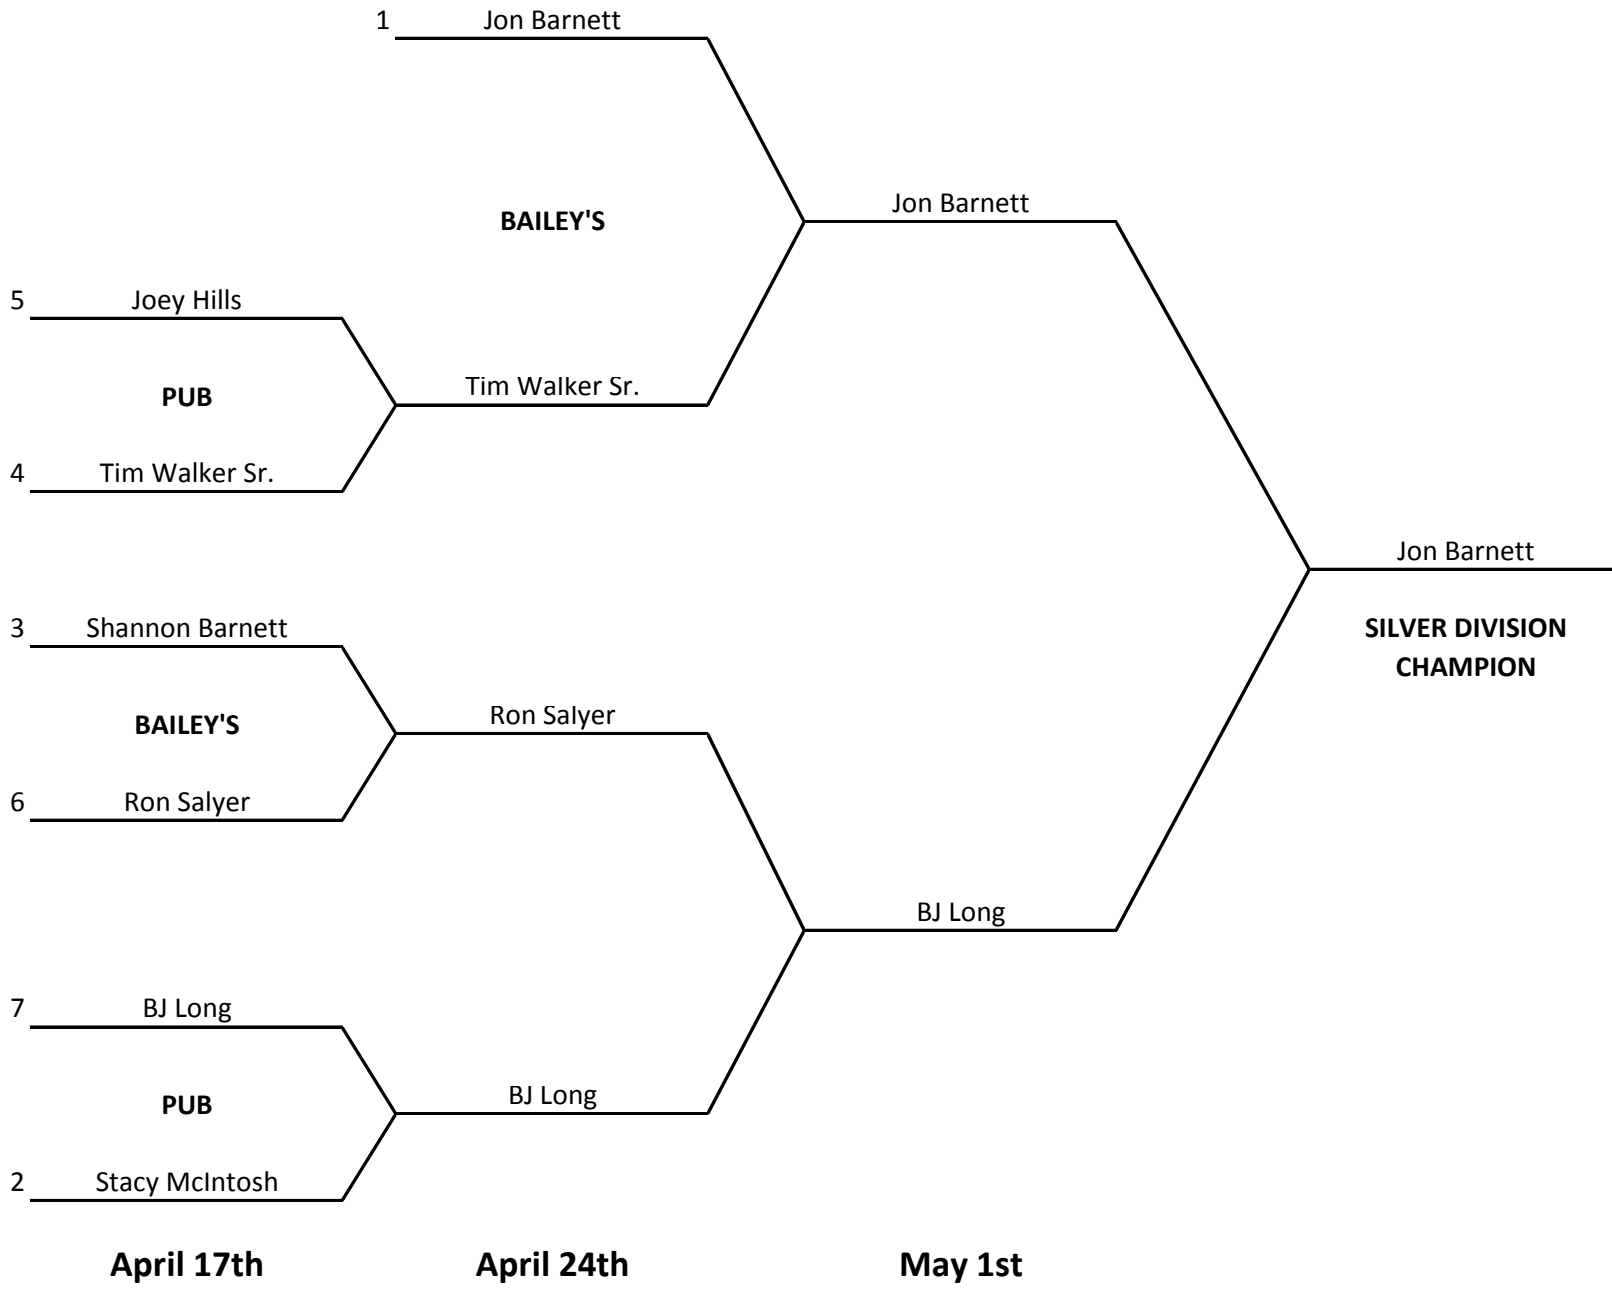 1 Jon Barnett
Jon Barnett
BAILEY'S
5 Joey Hills
Tim Walker Sr.
PUB
4 Tim Walker Sr.
Jon Barnett
3 Shannon Barnett
SILVER DIVISION
CHAMPION
Ron Salyer
BAILEY'S
6 Ron Salyer
BJ Long
7 BJ Long
BJ Long
PUB
2 Stacy McIntosh
April 17th April 24th May 1st